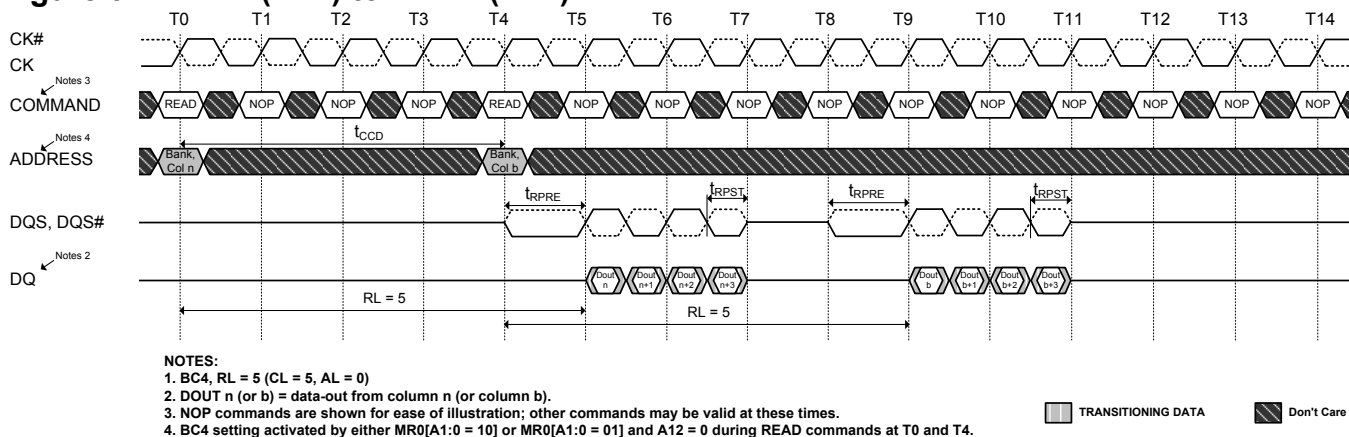 T0 T1 T2 T3 T4 T5 T6 T7 T8 T9 T10 T11 T12 T13 T14
CK#
CK
Notes 3
COMMAND READ NOP NOP NOP READ NOP NOP NOP NOP NOP NOP NOP NOP NOP NOP
tCCD
Notes 4
ADDRESS Bank, Col n Bank, Col b
tRPRE tRPST tRPRE tRPST
DQS, DQS#
Notes 2
DQ Dout n Dout n+1 Dout n+2 Dout n+3 Dout b Dout b+1 Dout b+2 Dout b+3
RL = 5
RL = 5
NOTES:
1. BC4, RL = 5 (CL = 5, AL = 0)
2. DOUT n (or b) = data-out from column n (or column b).
3. NOP commands are shown for ease of illustration; other commands may be valid at these times.
4. BC4 setting activated by either MR0[A1:0 = 10] or MR0[A1:0 = 01] and A12 = 0 during READ commands at T0 and T4.
TRANSITIONING DATA Don't Care